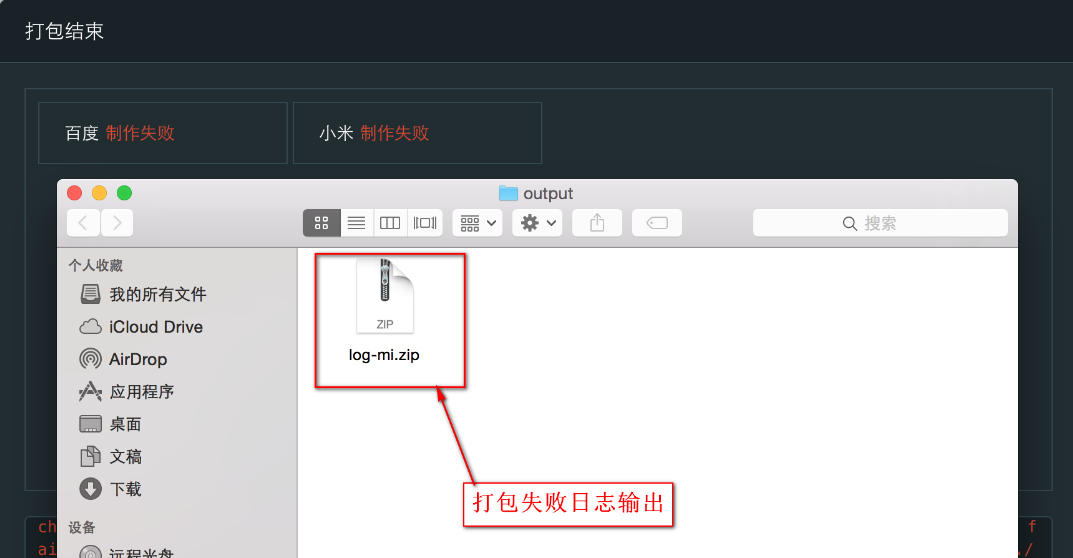 打包结束
百度 制作失败
小米 制作失败
output
搜索
个人收藏
我的所有文件
iCloud Drive
AirDrop
应用程序
桌面
文稿
下载
设备
远程光盘
ZIP
log-mi.zip
打包失败日志输出
ch
f
ai
./